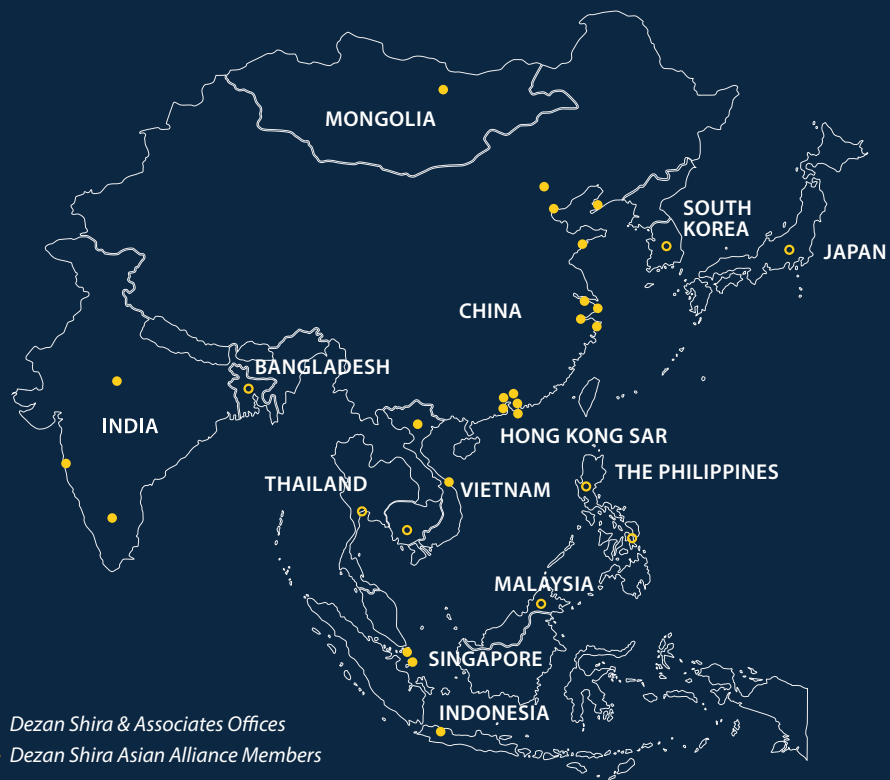 MONGOLIA
SOUTH
KOREA
JAPAN
CHINA
BANGLADESH
INDIA
HONG KONG SAR
THE PHILIPPINES
THAILAND
VIETNAM
MALAYSIA
SINGAPORE
INDONESIA
Dezan Shira & Associates Offices
Dezan Shira Asian Alliance Members